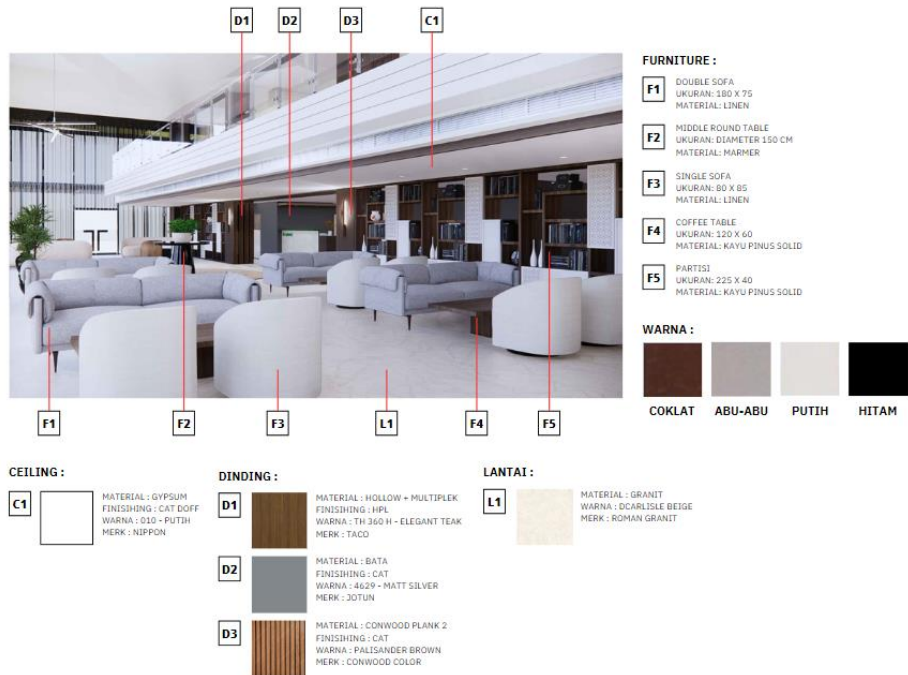 D1
D2
D3
C1
FURNITURE :
F1
DOUBLE SOFA
UKURAN: 180 X 75
MATERIAL: LINEN
F2
MIDDLE ROUND TABLE
UKURAN: DIAMETER 150 CM
MATERIAL: MARMER
F3
SINGLE SOFA
UKURAN: 80 X 85
MATERIAL: LINEN
F4
COFFEE TABLE
UKURAN: 120 X 60
MATERIAL: KAYU PINUS SOLID
F5
PARTISI
UKURAN: 225 X 40
MATERIAL: KAYU PINUS SOLID
WARNA :
COKLAT
ABU-ABU
PUTIH
HITAM
F1
F2
F3
L1
F4
F5
CEILING :
C1
MATERIAL : GYPSUM
FINISIHING : CAT DOFF
WARNA : 010 - PUTIH
MERK : NIPPON
DINDING :
D1
MATERIAL : HOLLOW + MULTIPLEK
FINISIHING : HPL
WARNA : TH 360 H - ELEGANT TEAK
MERK : TACO
D2
MATERIAL : BATA
FINISIHING : CAT
WARNA : 4629 - MATT SILVER
MERK : JOTUN
D3
MATERIAL : CONWOOD PLANK 2
FINISIHING : CAT
WARNA : PALISANDER BROWN
MERK : CONWOOD COLOR
LANTAI :
L1
MATERIAL : GRANIT
WARNA : DCARLISLE BEIGE
MERK : ROMAN GRANIT